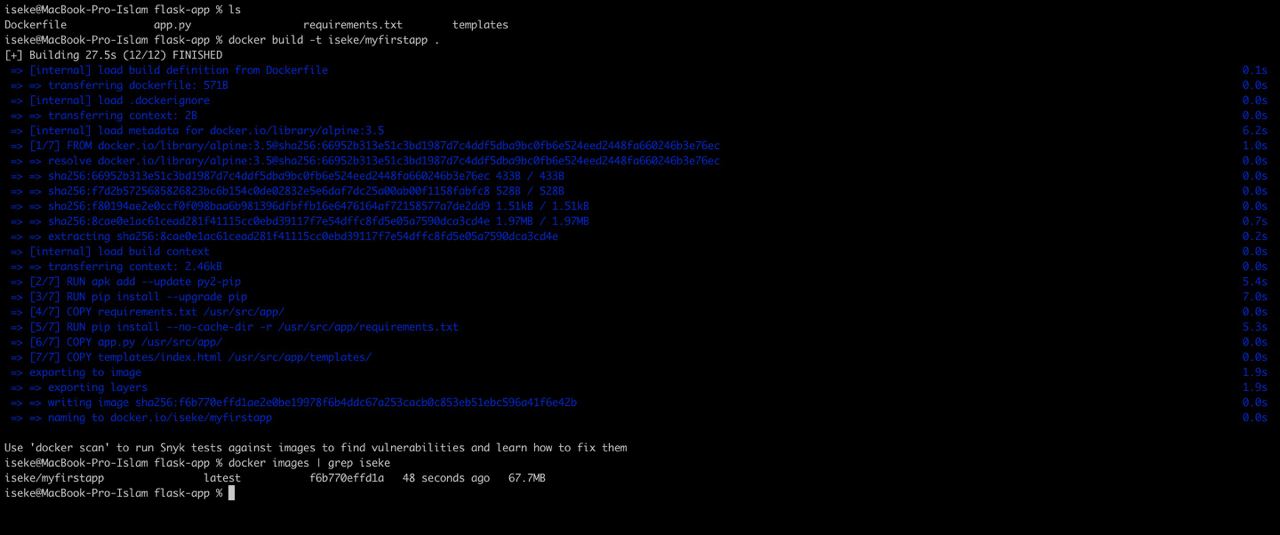 iseke@MacBook-Pro-Islam flask-app % ls
Dockerfile app.py requirements.txt templates
iseke@MacBook-Pro-Islam flask-app % docker build -t iseke/myfirstapp .
[+] Building 27.5s (12/12) FINISHED
=> [internal] load build definition from Dockerfile 0.1s
=> => transferring dockerfile: 571B 0.0s
=> [internal] load .dockerignore 0.0s
=> => transferring context: 2B 0.0s
=> [internal] load metadata for docker.io/library/alpine:3.5 6.2s
=> [1/7] FROM docker.io/library/alpine:3.5@sha256:66952b313e51c3bd1987d7c4ddf5dba9bc0fb6e524eed2448fa660246b3e76ec 1.0s
=> => resolve docker.io/library/alpine:3.5@sha256:66952b313e51c3bd1987d7c4ddf5dba9bc0fb6e524eed2448fa660246b3e76ec 0.0s
=> => sha256:66952b313e51c3bd1987d7c4ddf5dba9bc0fb6e524eed2448fa660246b3e76ec 433B / 433B 0.0s
=> => sha256:f7d2b5725685826823bc6b154c0de02832e5e6daf7dc25a00ab00f1158fabfc8 528B / 528B 0.0s
=> => sha256:f80194ae2e0ccf0f098baa6b981396dfbffb16e6476164af72158577a7de2dd9 1.51kB / 1.51kB 0.0s
=> => sha256:8cae0e1ac61cead281f41115cc0ebd39117f7e54dffc8fd5e05a7590dca3cd4e 1.97MB / 1.97MB 0.7s
=> => extracting sha256:8cae0e1ac61cead281f41115cc0ebd39117f7e54dffc8fd5e05a7590dca3cd4e 0.2s
=> [internal] load build context 0.0s
=> => transferring context: 2.46kB 0.0s
=> [2/7] RUN apk add --update py2-pip 5.4s
=> [3/7] RUN pip install --upgrade pip 7.0s
=> [4/7] COPY requirements.txt /usr/src/app/ 0.0s
=> [5/7] RUN pip install --no-cache-dir -r /usr/src/app/requirements.txt 5.3s
=> [6/7] COPY app.py /usr/src/app/ 0.0s
=> [7/7] COPY templates/index.html /usr/src/app/templates/ 0.0s
=> exporting to image 1.9s
=> => exporting layers 1.9s
=> => writing image sha256:f6b770effd1ae2e0be19978f6b4ddc67a253cacb0c853eb51ebc596a41f6e42b 0.0s
=> => naming to docker.io/iseke/myfirstapp 0.0s
Use 'docker scan' to run Snyk tests against images to find vulnerabilities and learn how to fix them
iseke@MacBook-Pro-Islam flask-app % docker images | grep iseke
iseke/myfirstapp latest f6b770effd1a 48 seconds ago 67.7MB
iseke@MacBook-Pro-Islam flask-app %